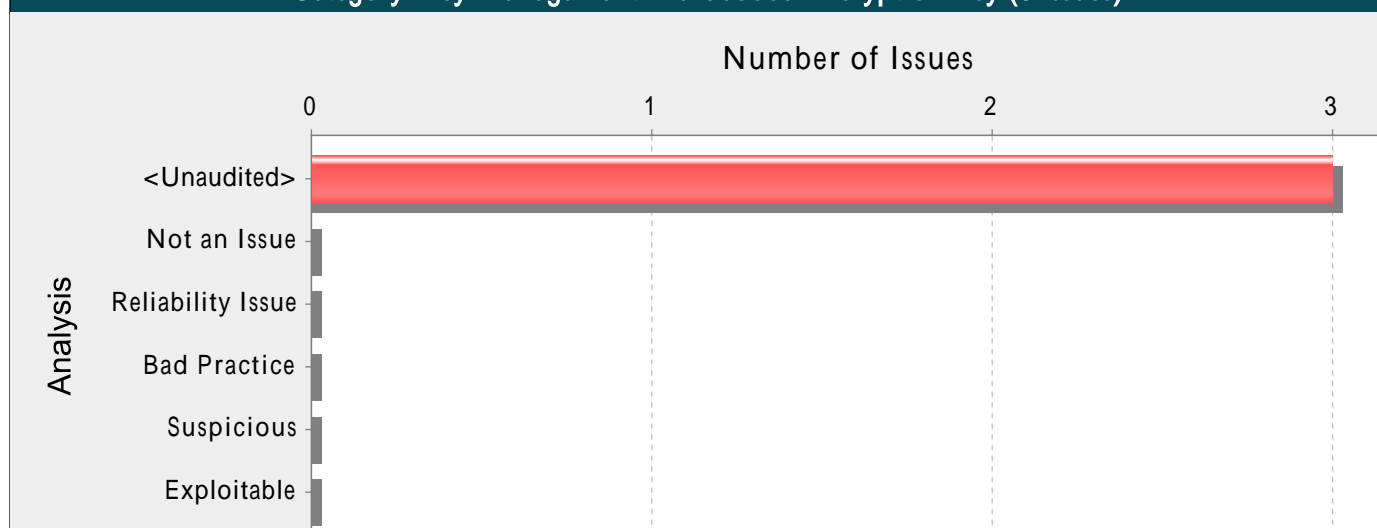 Number of Issues
0 1 2 3
<Unaudited>
Not an Issue
Reliability Issue
Bad Practice
Suspicious
Exploitable
Analysis